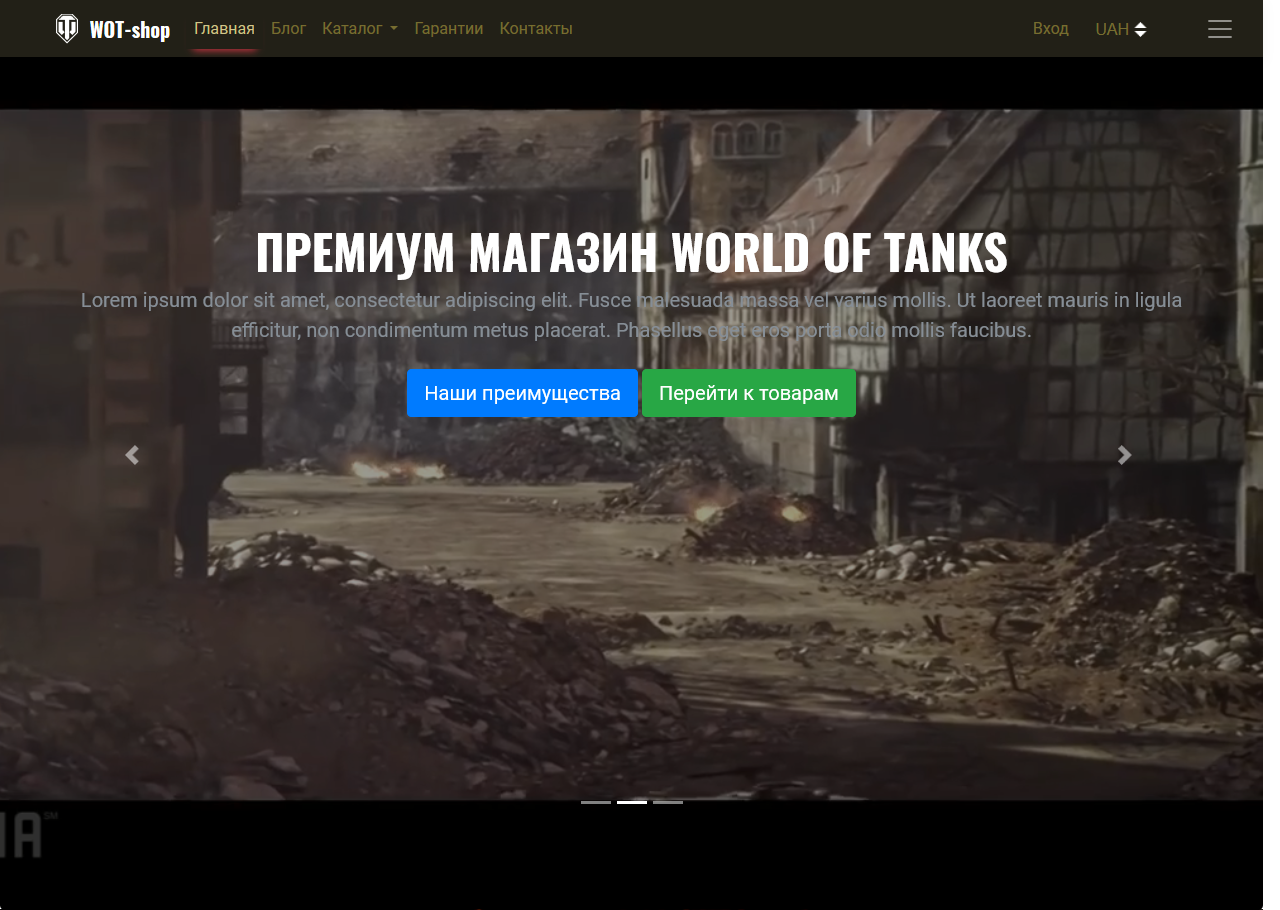 WOT-shop Главная Блог Каталог Гарантии Контакты Вход UAH
ПРЕМИУМ МАГАЗИН WORLD OF TANKS
Lorem ipsum dolor sit amet, consectetur adipiscing elit. Fusce malesuada massa vel varius mollis. Ut laoreet mauris in ligula
efficitur, non condimentum metus placerat. Phasellus eget eros porta odio mollis faucibus.
Наши преимущества Перейти к товарам